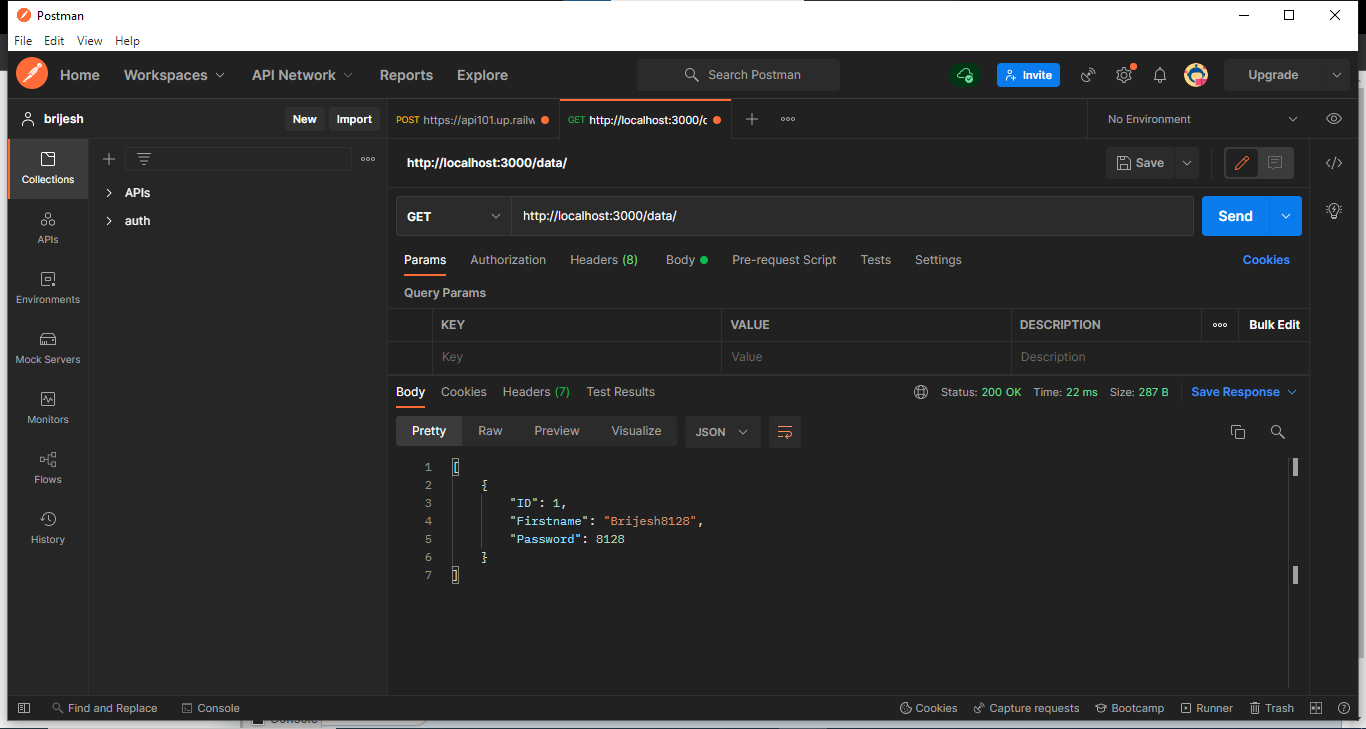 Postman
File Edit View Help
Home Workspaces API Network Reports Explore Search Postman Invite Upgrade
brijesh New Import POST https://api101.up.railw GET http://localhost:3000/c No Environment
Collections
APIs
Environments
Mock Servers
Monitors
Flows
History
APIs
auth
http://localhost:3000/data/ Save
GET http://localhost:3000/data/ Send
Params Authorization Headers (8) Body Pre-request Script Tests Settings Cookies
Query Params
KEY VALUE DESCRIPTION Bulk Edit
Key Value Description
Body Cookies Headers (7) Test Results Status: 200 OK Time: 22 ms Size: 287 B Save Response
Pretty Raw Preview Visualize JSON
1 [
2 {
3 "ID": 1,
4 "Firstname": "Brijesh8128",
5 "Password": 8128
6 }
7 ]
Find and Replace Console Cookies Capture requests Bootcamp Runner Trash
Console